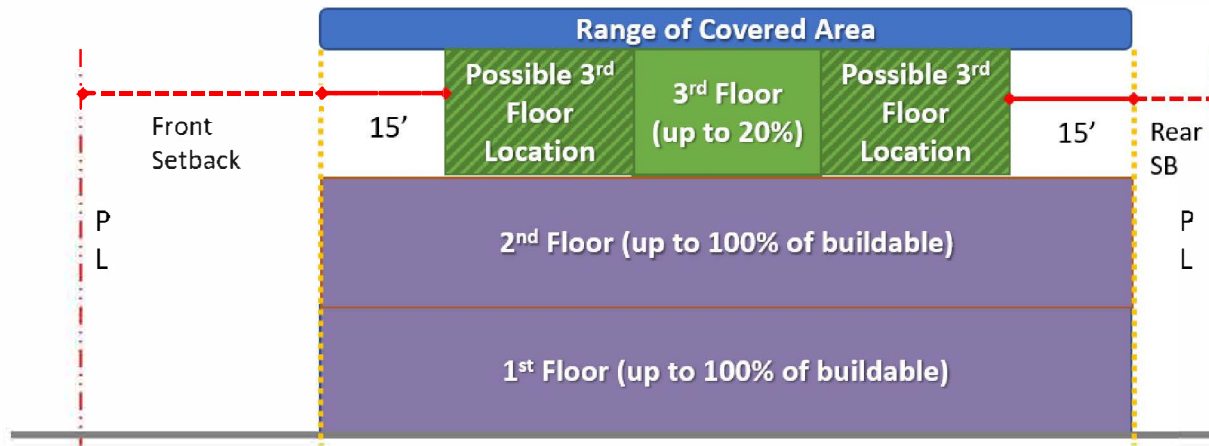 Range of Covered Area
Possible 3rd
Floor
Location
3rd Floor
(up to 20%)
Possible 3rd
Floor
Location
Front
Setback
15’
15’
Rear
SB
P
L
P
L
2nd Floor (up to 100% of buildable)
1st Floor (up to 100% of buildable)